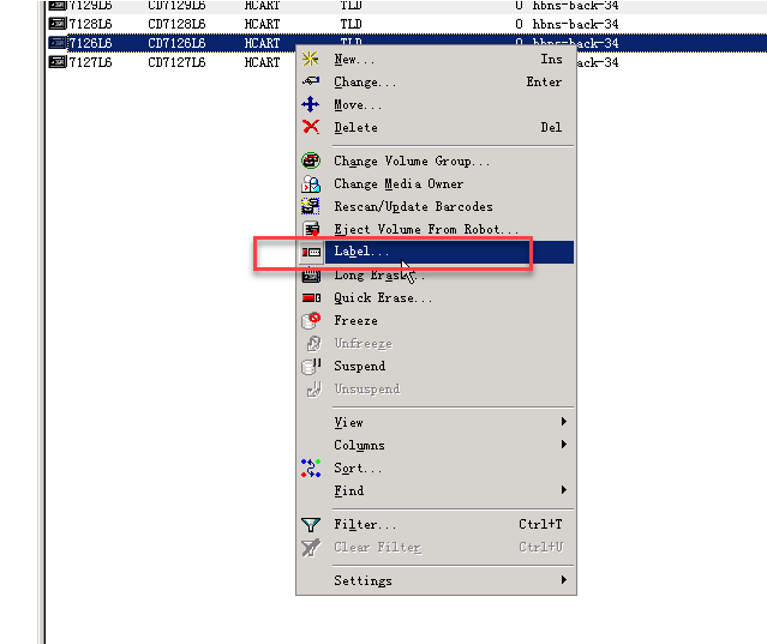 7129L6 CD7129L6 HCART TLD 0 hbns-back-34
7128L6 CD7128L6 HCART TLD 0 hbns-back-34
7126L6 CD7126L6 HCART TLD 0 hbns-back-34
7127L6 CD7127L6 HCART ack-34
New... Ins
Change... Enter
Move...
Delete Del
Change Volume Group...
Change Media Owner
Rescan/Update Barcodes
Eject Volume From Robot...
Label...
Long Erase...
Quick Erase...
Freeze
Unfreeze
Suspend
Unsuspend
View
Columns
Sort...
Find
Filter... Ctrl+T
Clear Filter Ctrl+U
Settings